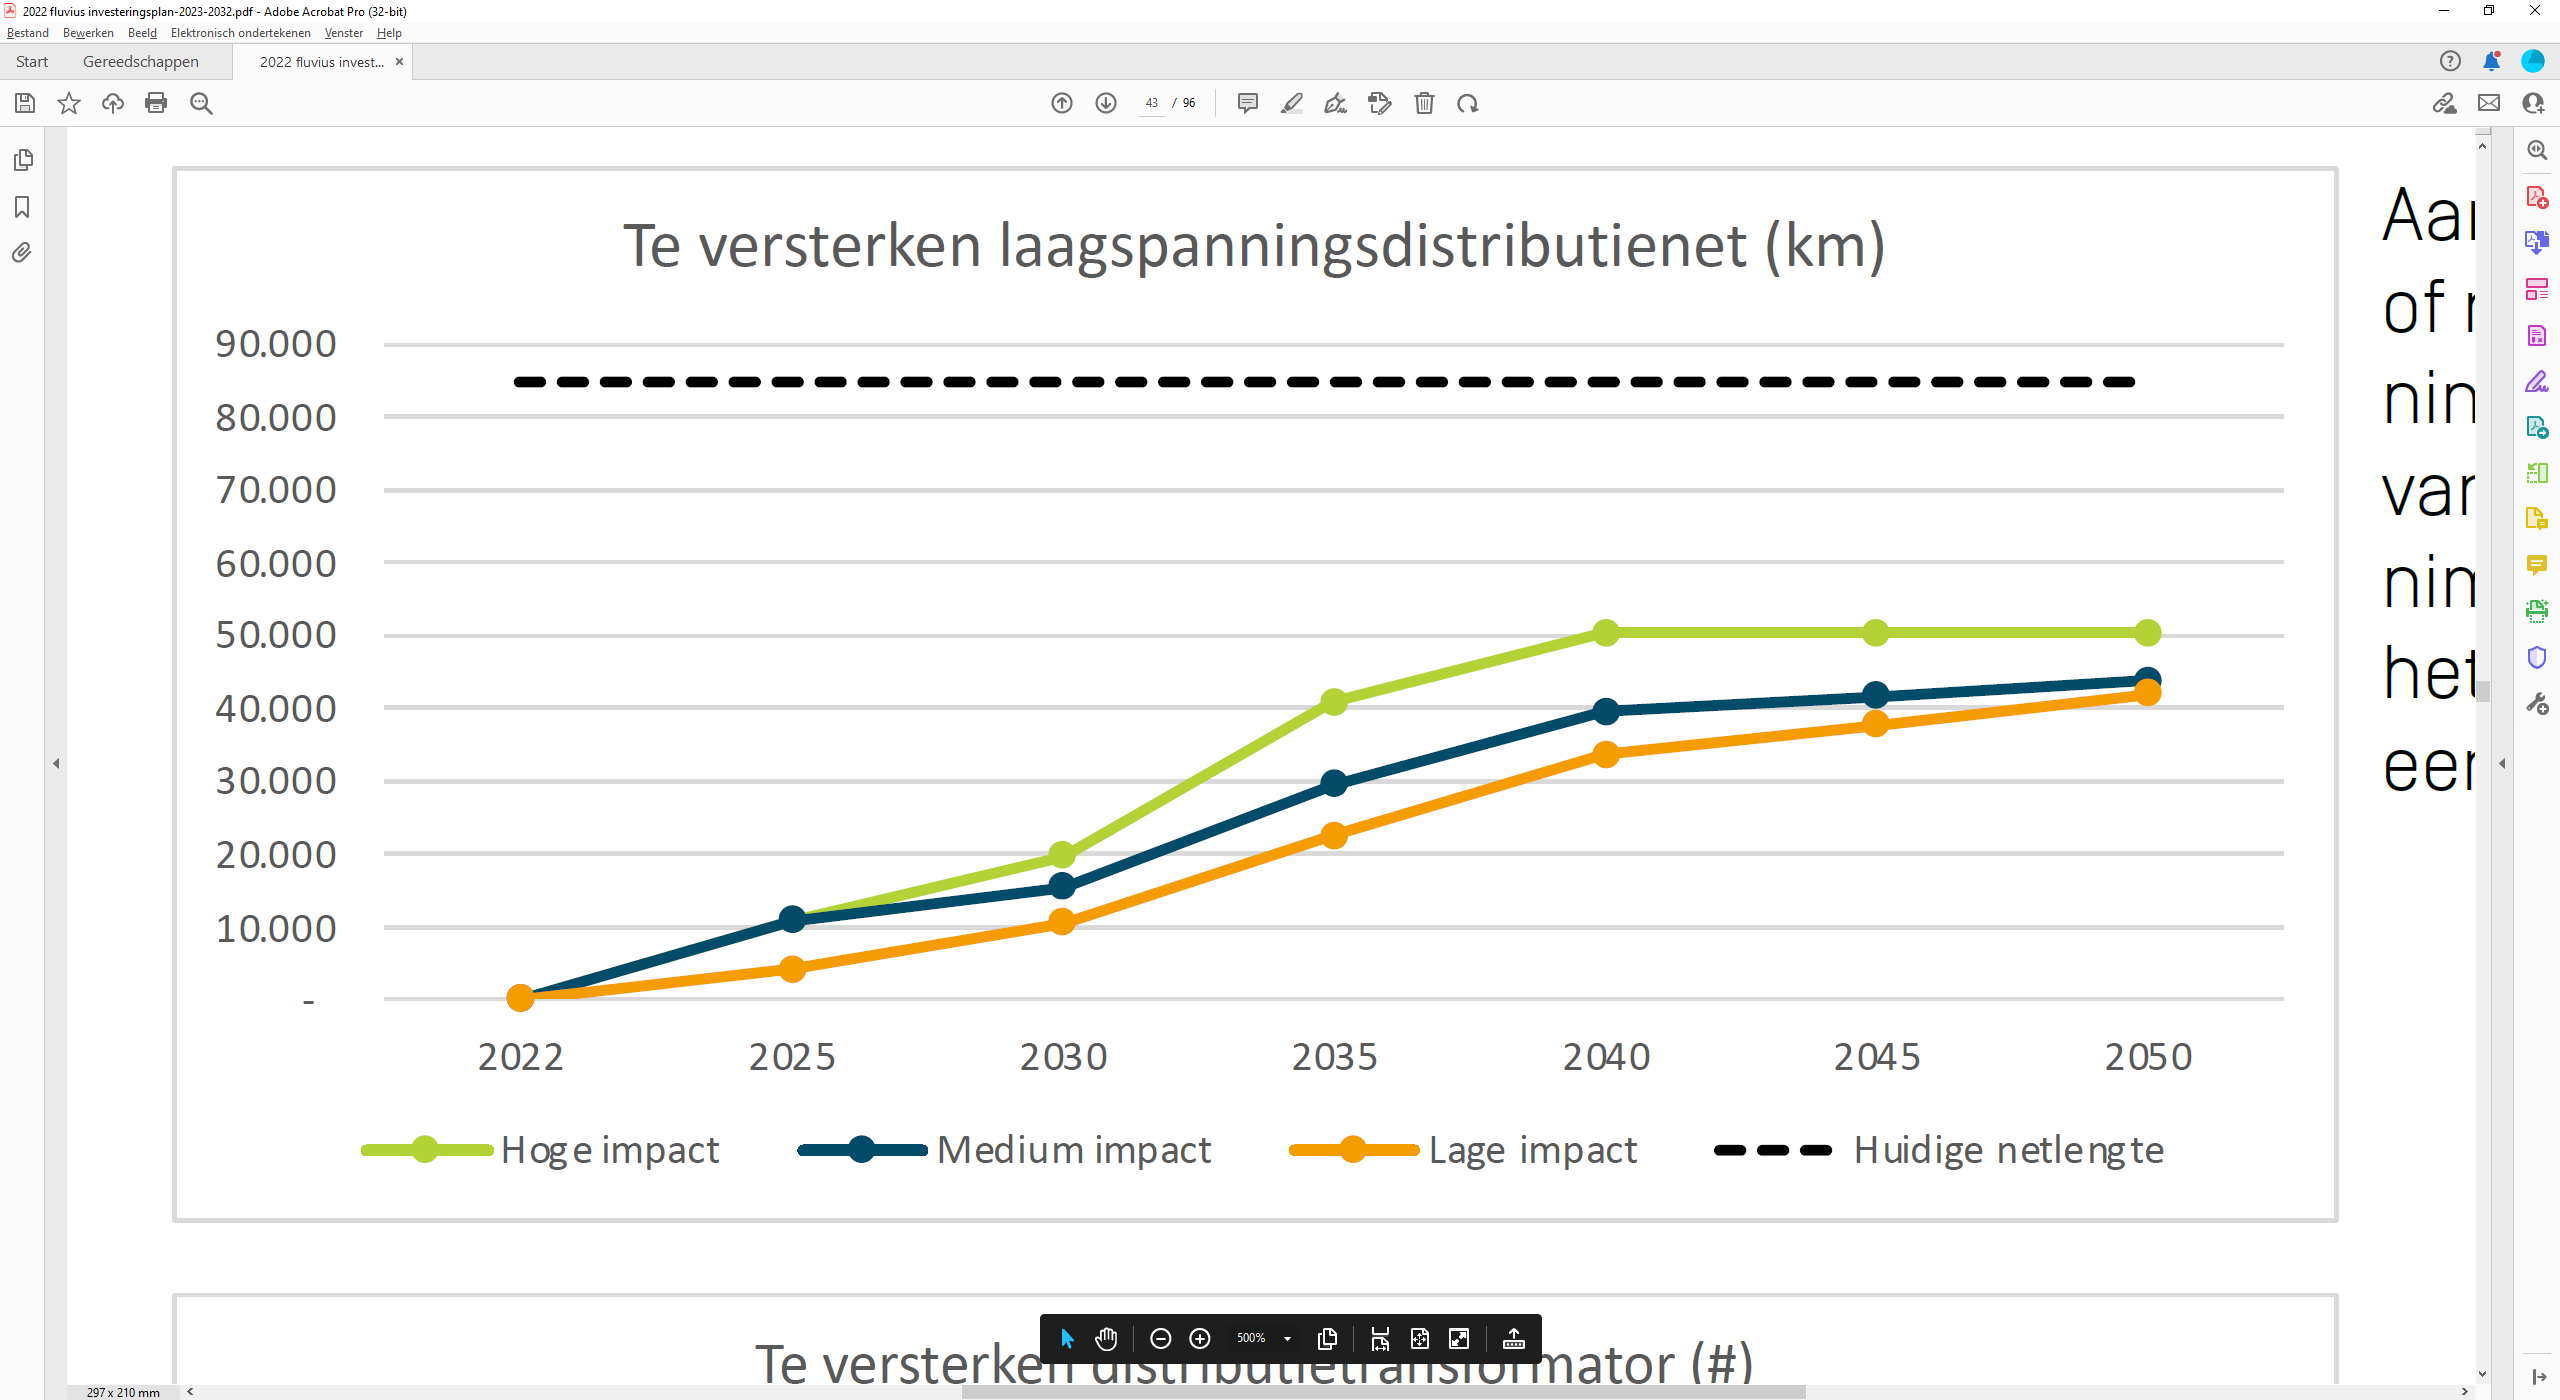 2022 fluvius investeringsplan-2023-2032.pdf - Adobe Acrobat Pro (32-bit)
Bestand Bewerken Beeld Elektronisch ondertekenen Venster Help
Start Gereedschappen 2022 fluvius invest... ×
43 / 96
Te versterken laagspanningsdistributienet (km)
90.000
80.000
70.000
60.000
50.000
40.000
30.000
20.000
10.000
-
2022 2025 2030 2035 2040 2045 2050
Hoge impact Medium impact Lage impact Huidige netlengte
of
het
Te versterken distributietransformator (#)
500%
297 x 210 mm